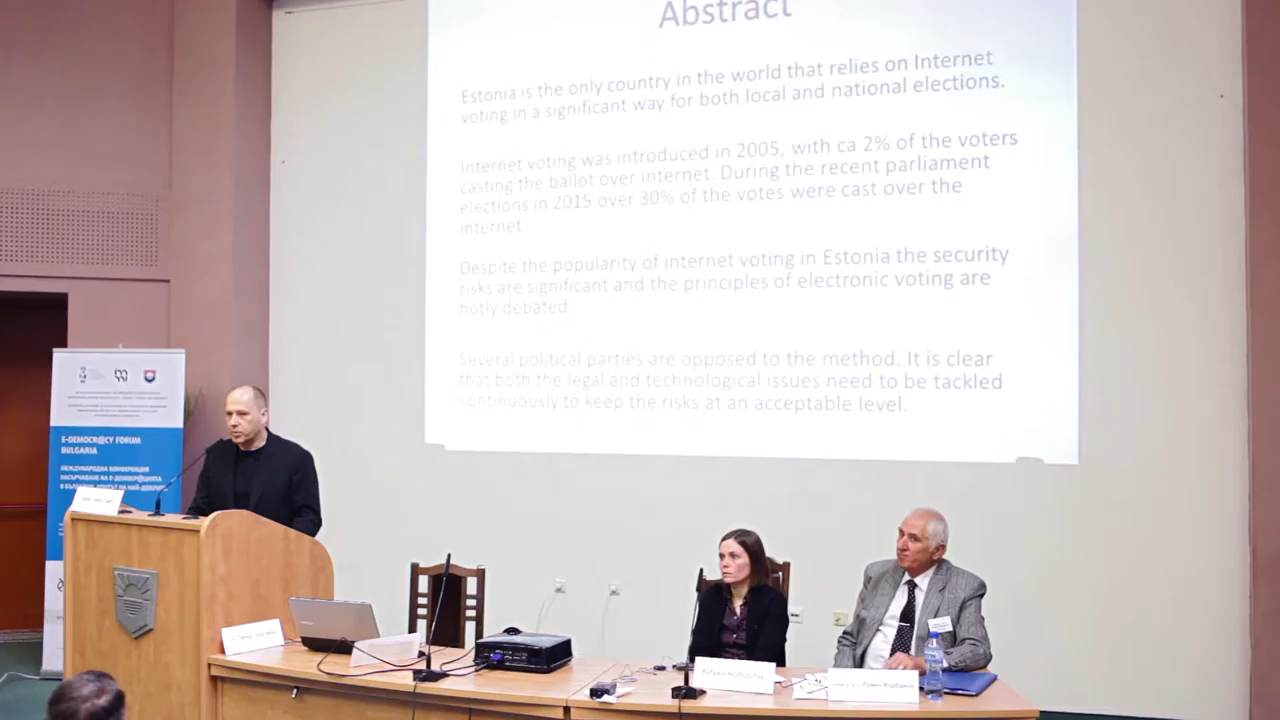 Abstract
Estonia is the only country in the world that relies on Internet
voting in a significant way for both local and national elections.
Internet voting was introduced in 2005, with ca 2% of the voters
casting the ballot over internet. During the recent parliament
elections in 2015 over 30% of the votes were cast over the
internet
Despite the popularity of internet voting in Estonia the security
risks are significant and the principles of electronic voting are
hotly debated
Several political parties are opposed to the method. It is clear
that both the legal and technological issues need to be tackled
continuously to keep the risks at an acceptable level.
E-DEMOCR@CY FORUM
BULGARIA
МЕЖДУНАРОДНА КОНФЕРЕНЦИЯ
НАСЪРЧАВАНЕ НА Е-ДЕМОКР@ЦИЯТА